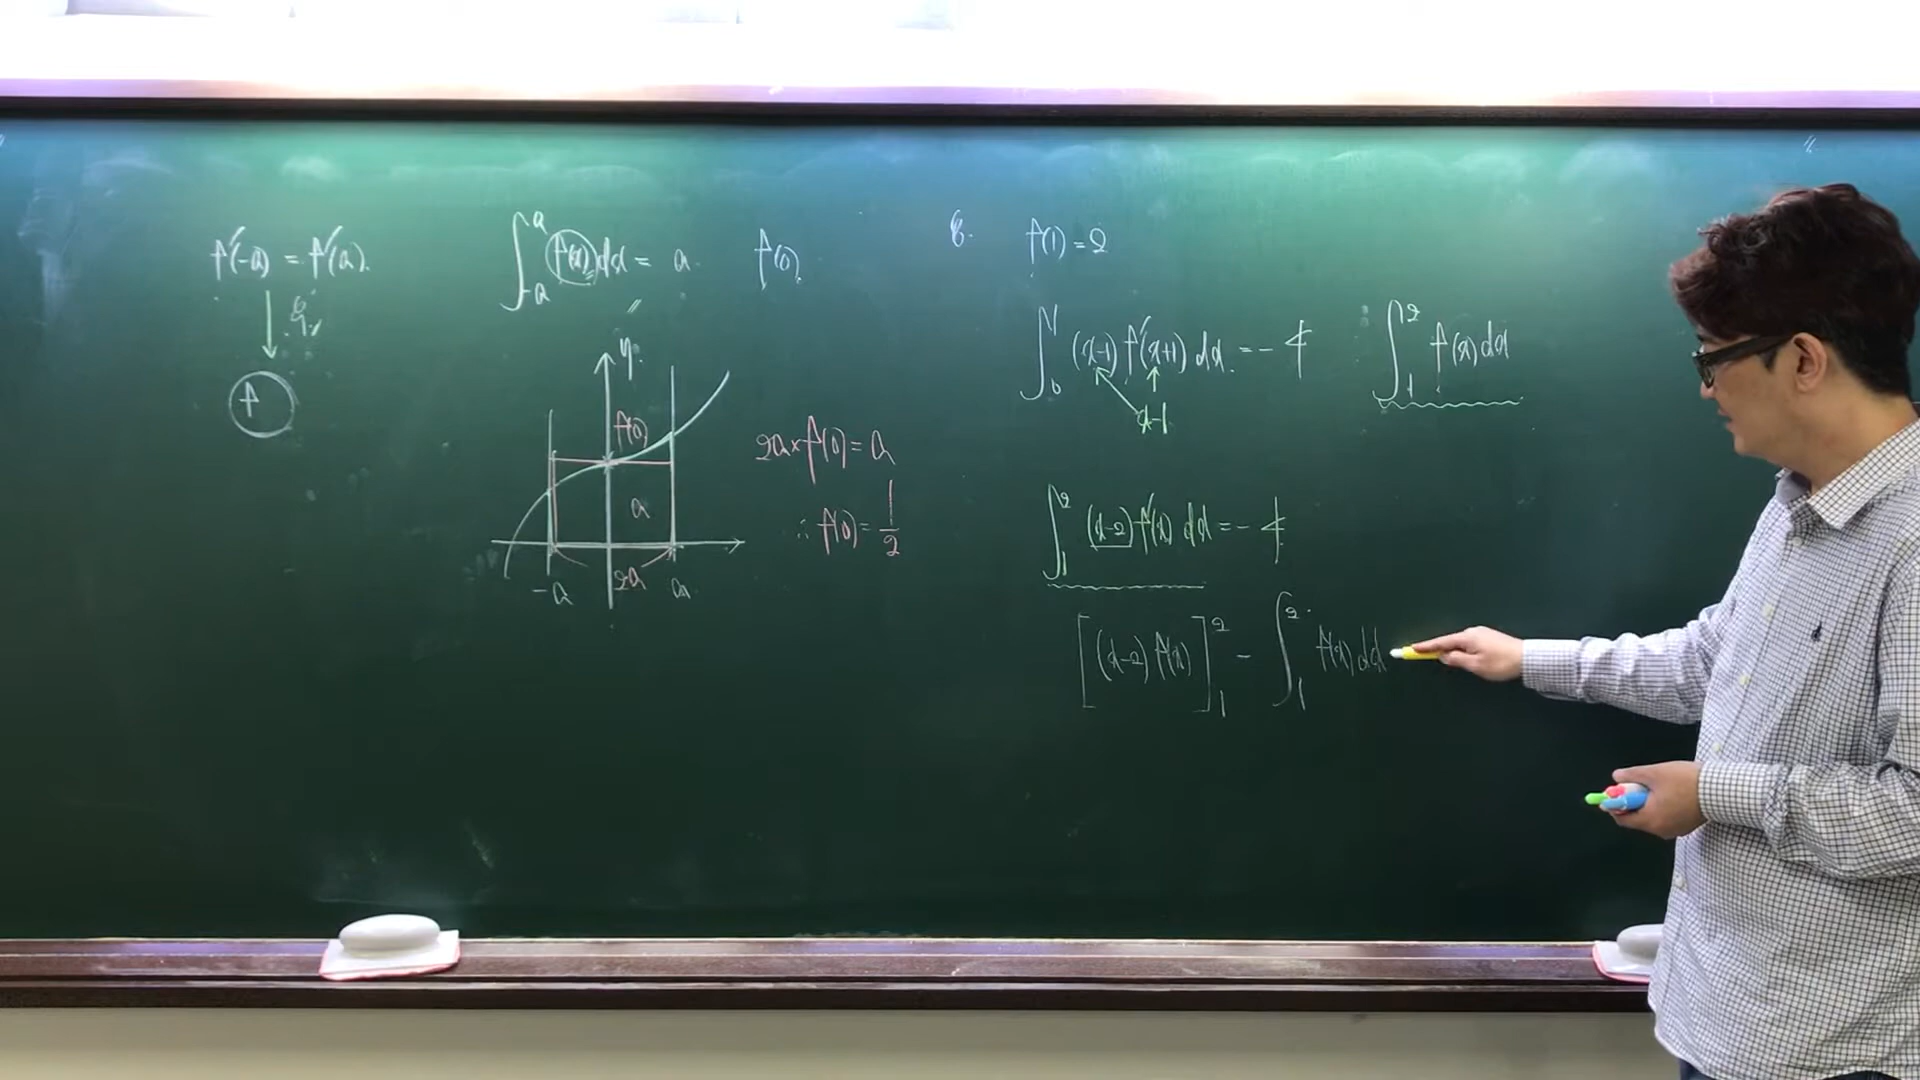 f'(-a) = f'(a).
f
∫_{-a}^{a} f(x) dx = a f(0)
y
f(0)
a
-a 2a a
2a × f(0) = a
∴ f(0) = 1/2
8. f(1) = 2
∫_0^1 (x-1) f'(x+1) dx = -4 ∫_1^2 f(x) dx
x-1
∫_1^2 (x-2) f'(x) dx = -4
[(x-2) f(x)]_1^2 - ∫_1^2 f(x) dx